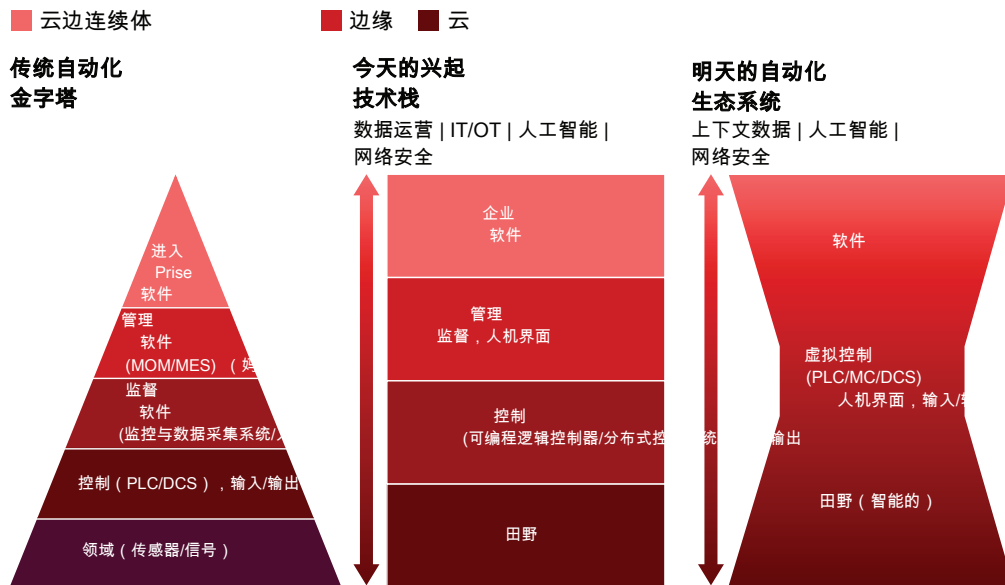 云边连续体
边缘
云
传统自动化
金字塔
进入
Prise
软件
管理
软件
(MOM/MES)
监督
软件
(监控与数据采集系统/
控制（PLC/DCS），输入/输出
领域（传感器/信号）
今天的兴起
技术栈
数据运营 | IT/OT | 人工智能 |
网络安全
企业
软件
管理
监督，人机界面
控制
(可编程逻辑控制器/分布式控 统 输出
田野
明天的自动化
生态系统
上下文数据 | 人工智能 |
网络安全
软件
虚拟控制
(PLC/MC/DCS)
人机界面，输入/
田野（智能的）